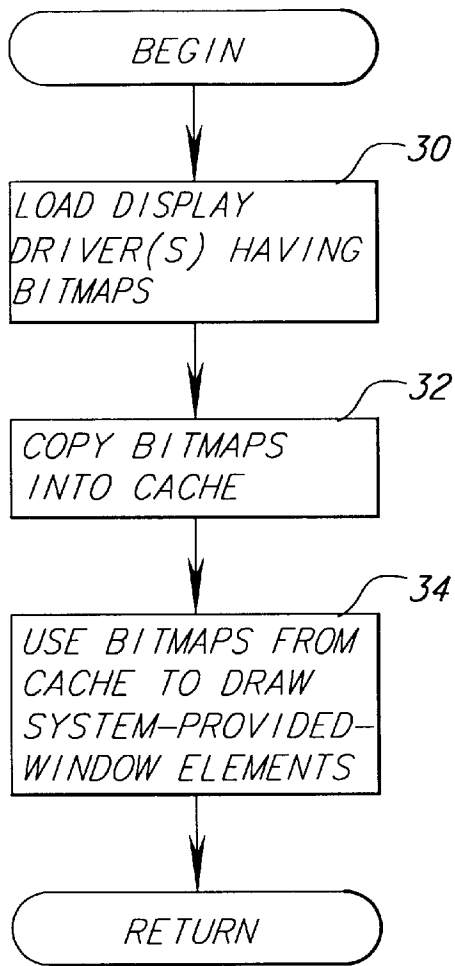 BEGIN
30
LOAD DISPLAY
DRIVER(S) HAVING
BITMAPS
32
COPY BITMAPS
INTO CACHE
34
USE BITMAPS FROM
CACHE TO DRAW
SYSTEM-PROVIDED-
WINDOW ELEMENTS
RETURN